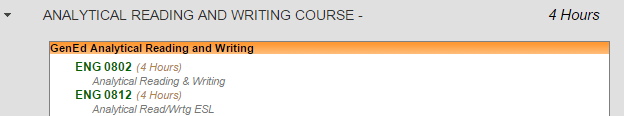 ANALYTICAL READING AND WRITING COURSE - 4 Hours
GenEd Analytical Reading and Writing
ENG 0802 (4 Hours)
Analytical Reading & Writing
ENG 0812 (4 Hours)
Analytical Read/Wrtg ESL